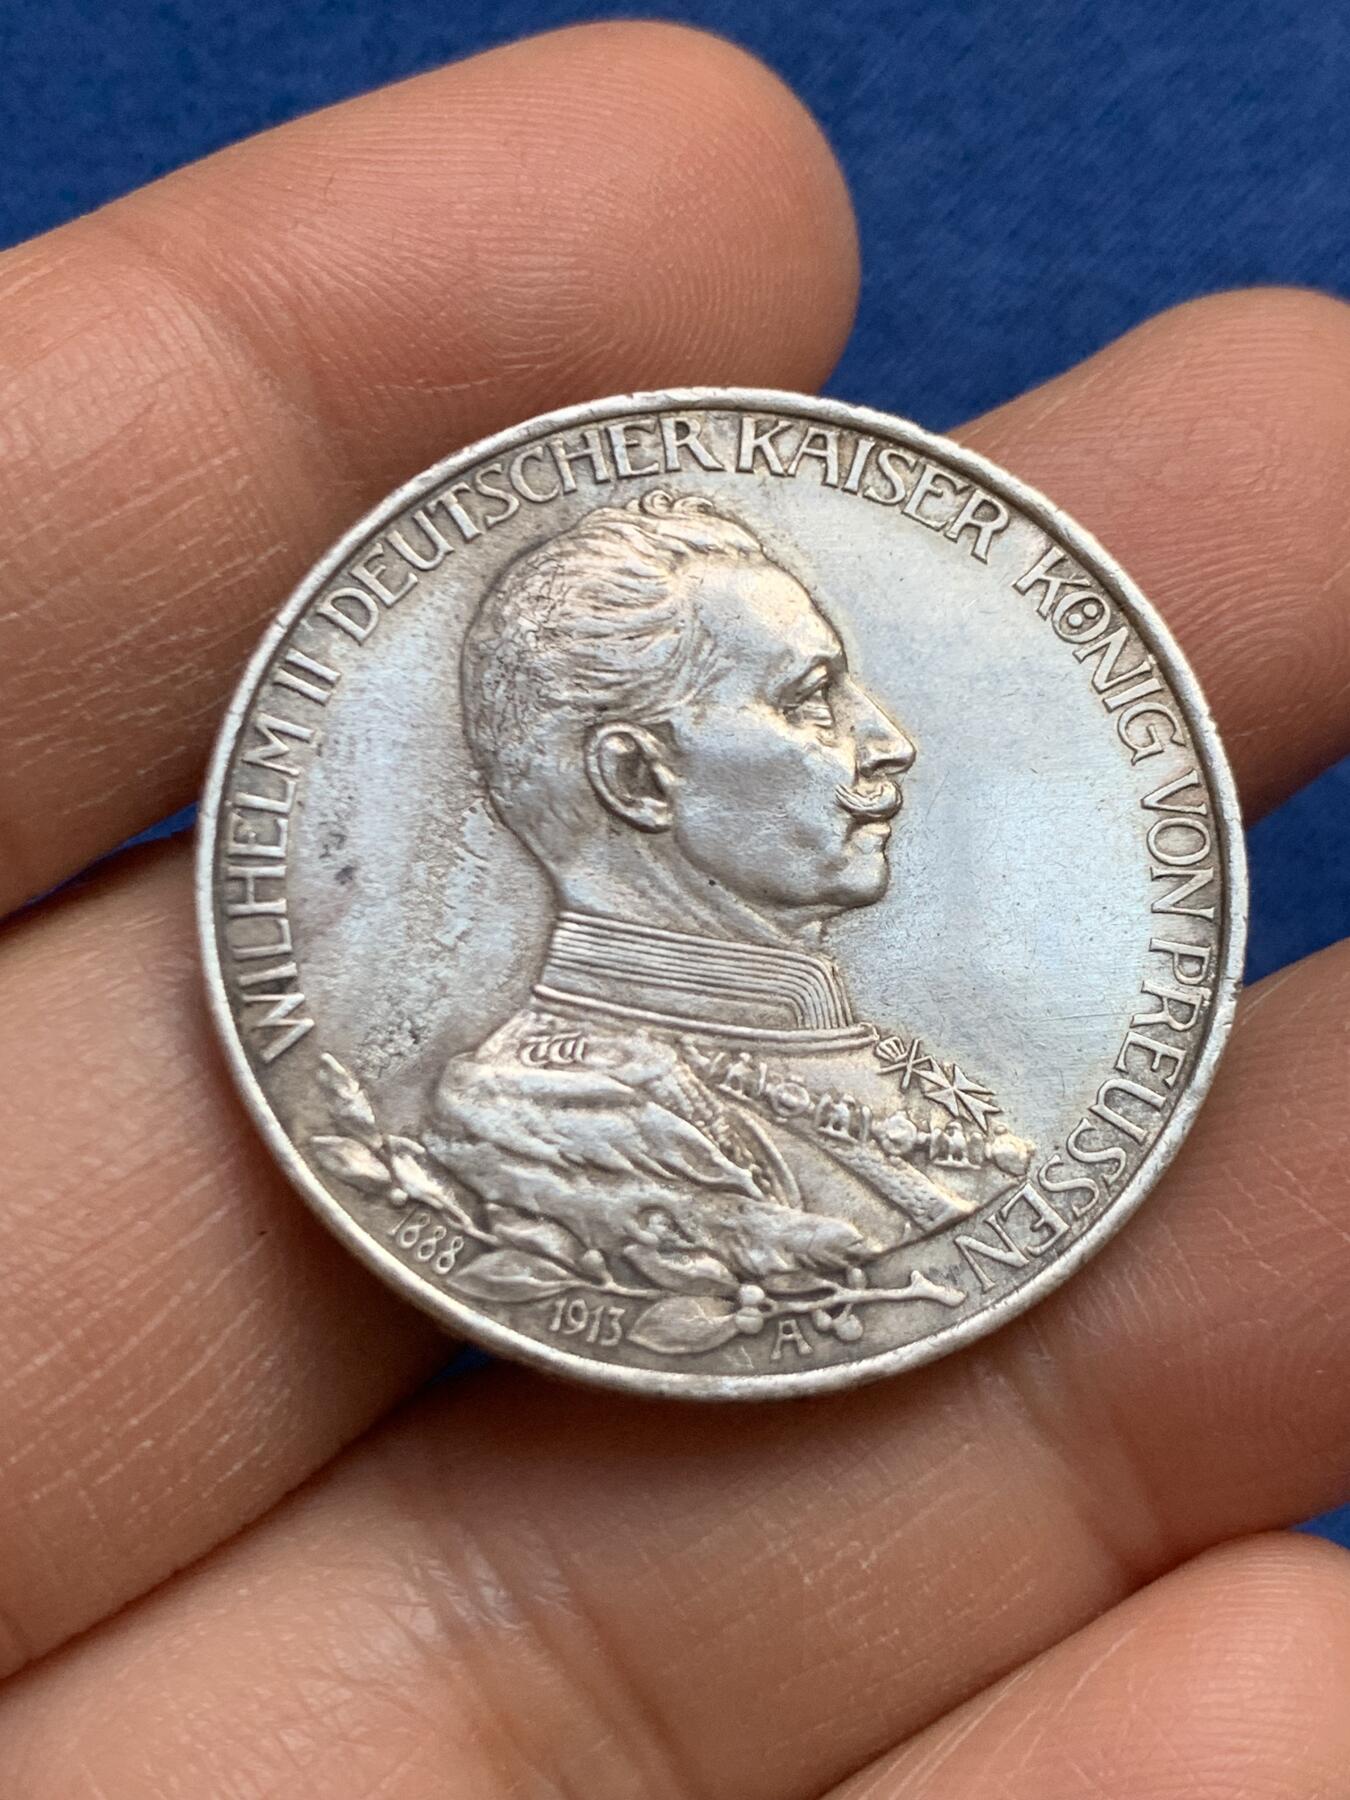 WILHELM II DEUTSCHER KAISER KÖNIG VON PREUSSEN
1888
1913
A